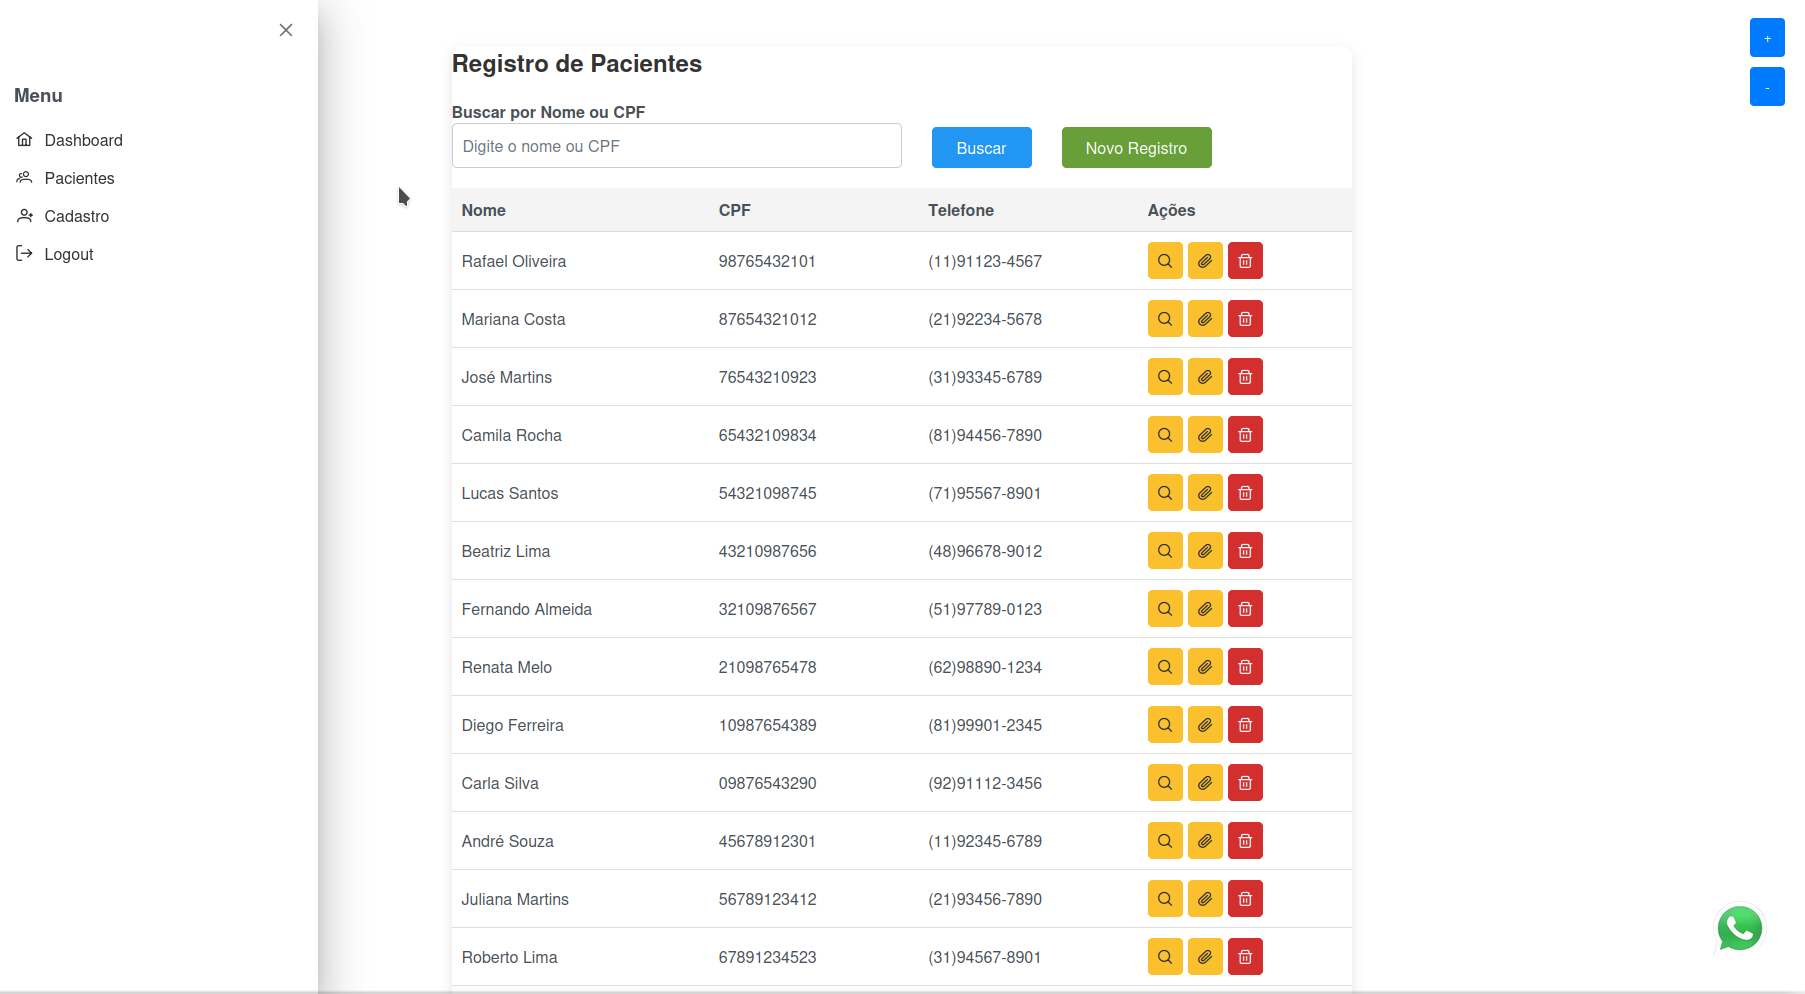 Menu
Dashboard
Pacientes
Cadastro
Logout
Registro de Pacientes
Buscar por Nome ou CPF
Digite o nome ou CPF Buscar Novo Registro
Nome CPF Telefone Ações
Rafael Oliveira 98765432101 (11)91123-4567
Mariana Costa 87654321012 (21)92234-5678
José Martins 76543210923 (31)93345-6789
Camila Rocha 65432109834 (81)94456-7890
Lucas Santos 54321098745 (71)95567-8901
Beatriz Lima 43210987656 (48)96678-9012
Fernando Almeida 32109876567 (51)97789-0123
Renata Melo 21098765478 (62)98890-1234
Diego Ferreira 10987654389 (81)99901-2345
Carla Silva 09876543290 (92)91112-3456
André Souza 45678912301 (11)92345-6789
Juliana Martins 56789123412 (21)93456-7890
Roberto Lima 67891234523 (31)94567-8901
+
-